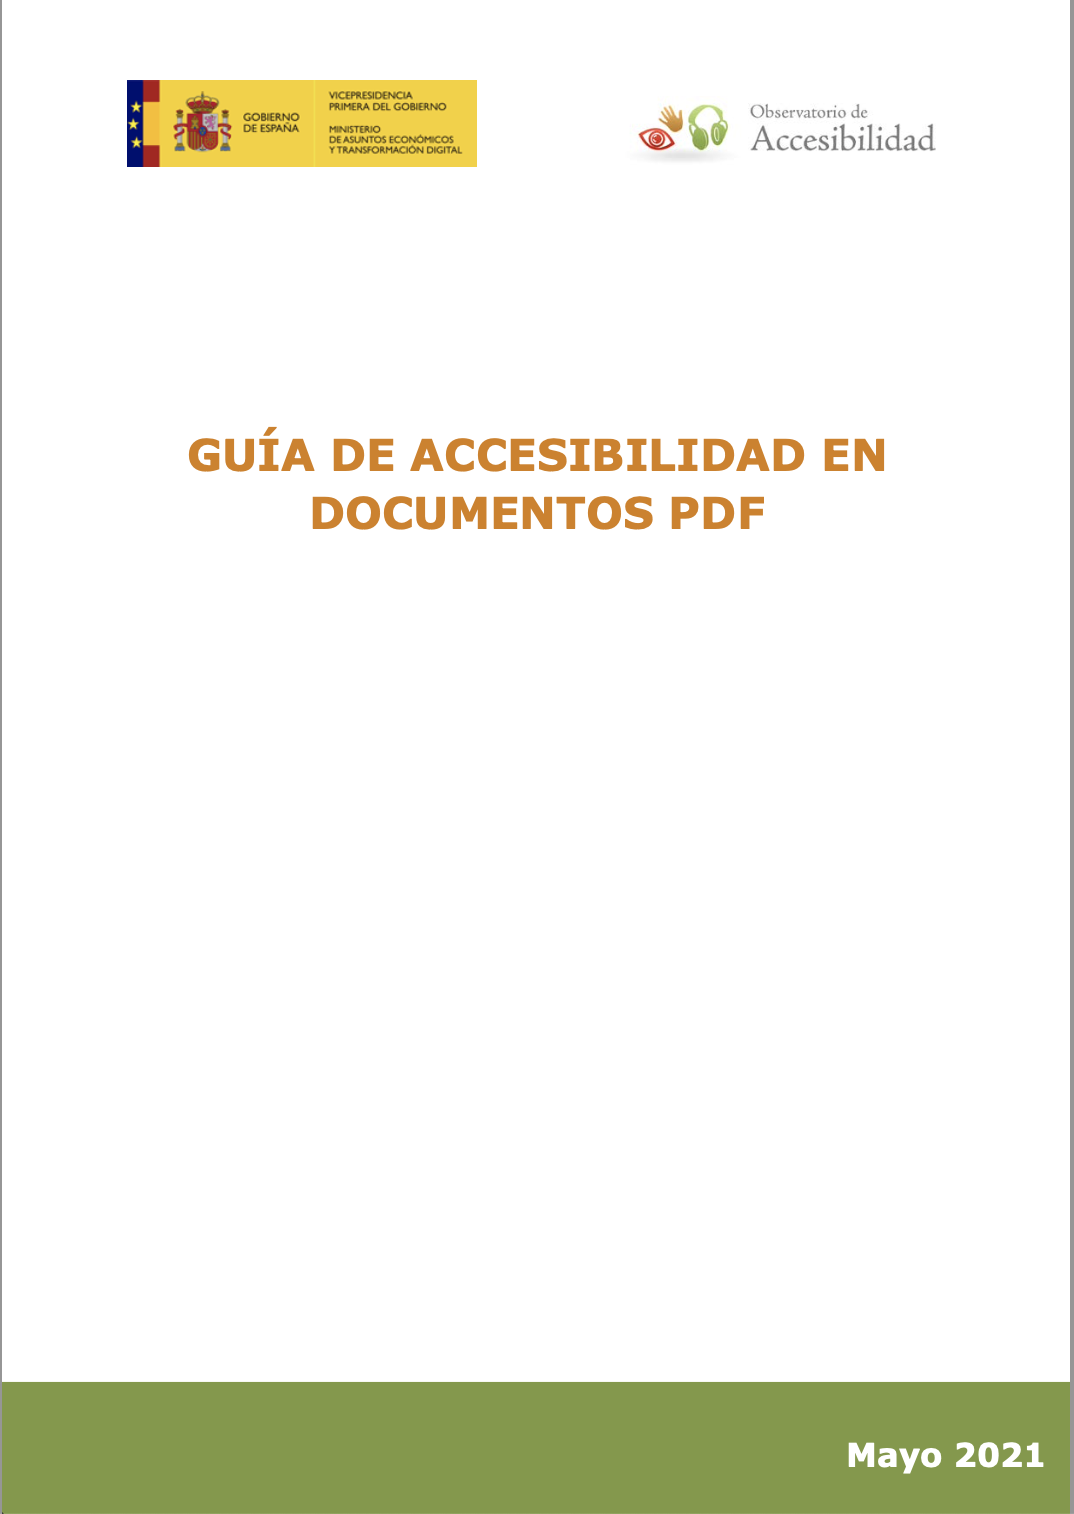 GOBIERNO
DE ESPAÑA
VICEPRESIDENCIA
PRIMERA DEL GOBIERNO
MINISTERIO
DE ASUNTOS ECONÓMICOS
Y TRANSFORMACIÓN DIGITAL
Observatorio de
Accesibilidad
GUÍA DE ACCESIBILIDAD EN
DOCUMENTOS PDF
Mayo 2021